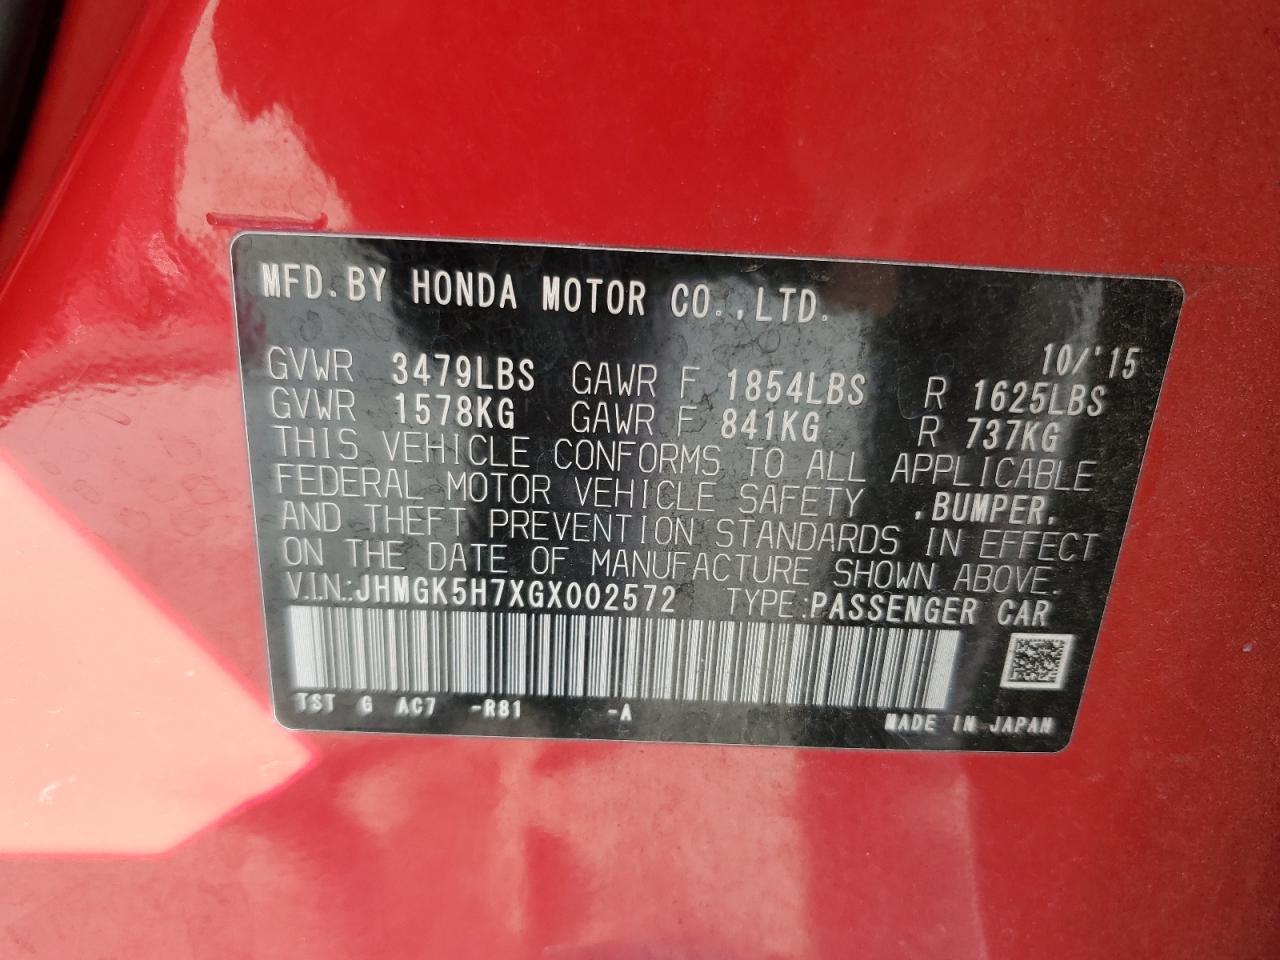 MFD.BY HONDA MOTOR CO.,LTD.
10/'15
GVWR 3479LBS GAWR F 1854LBS R 1625LBS
GVWR 1578KG GAWR F 841KG R 737KG
THIS VEHICLE CONFORMS TO ALL APPLICABLE
FEDERAL MOTOR VEHICLE SAFETY ,BUMPER,
AND THEFT PREVENTION STANDARDS IN EFFECT
ON THE DATE OF MANUFACTURE SHOWN ABOVE.
V.I.N.:JHMGK5H7XGX002572 TYPE:PASSENGER CAR
TST G AC7 -R81 -A
MADE IN JAPAN